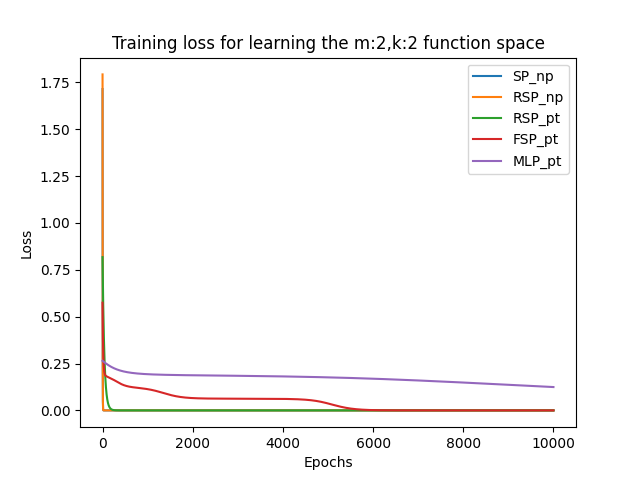 Training loss for learning the m:2,k:2 function space
SP_np
RSP_np
RSP_pt
FSP_pt
MLP_pt
Loss
1.75
1.50
1.25
1.00
0.75
0.50
0.25
0.00
0 2000 4000 6000 8000 10000
Epochs